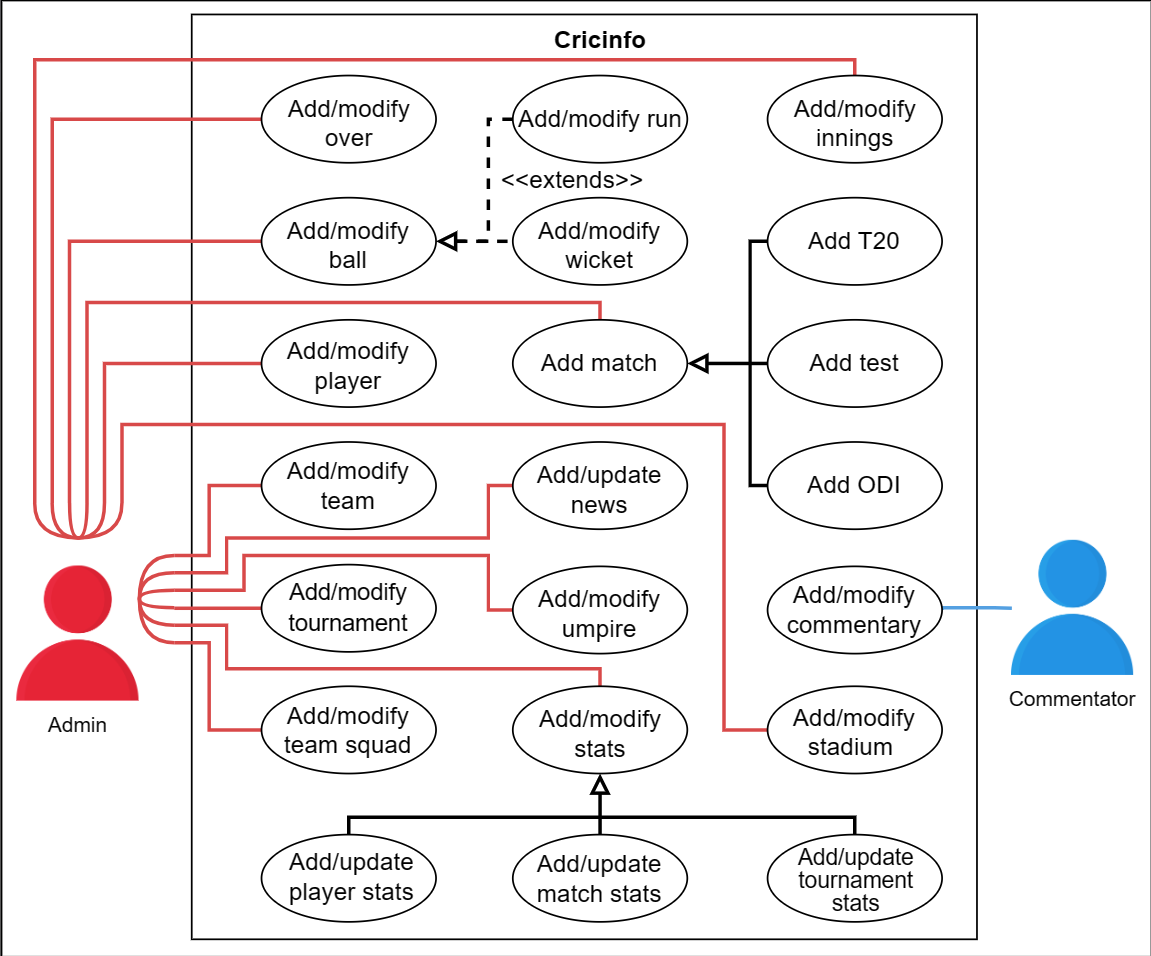 Cricinfo
Add/modify
over
Add/modify run
Add/modify
innings
<<extends>>
Add/modify
ball
Add/modify
wicket
Add T20
Add/modify
player
Add match
Add test
Add/modify
team
Add/update
news
Add ODI
Add/modify
tournament
Add/modify
umpire
Add/modify
commentary
Commentator
Admin
Add/modify
team squad
Add/modify
stats
Add/modify
stadium
Add/update
player stats
Add/update
match stats
Add/update
tournament
stats